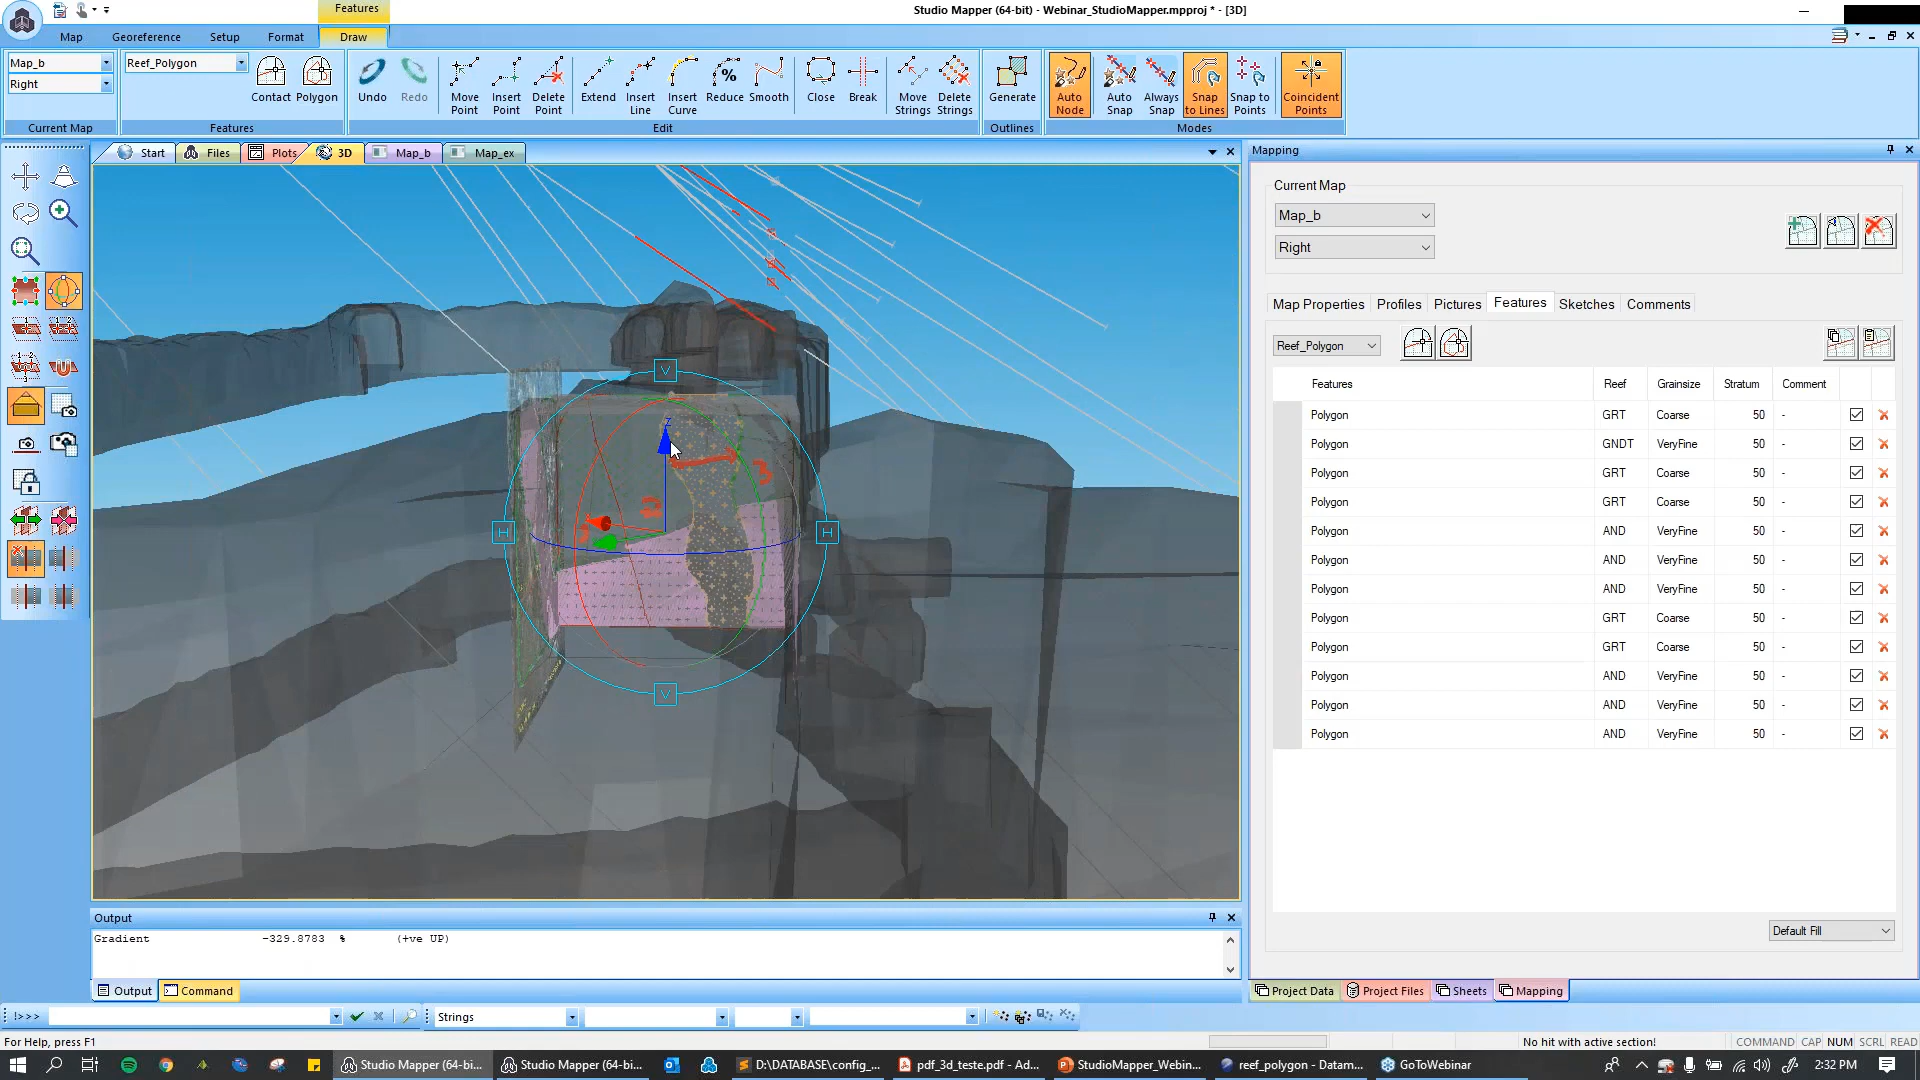 Features
Studio Mapper (64-bit) - Webinar_StudioMapper.mpproj * - [3D]
Map Georeference Setup Format Draw
Map_b
Right
Current Map
Reef_Polygon
Contact Polygon
Features
Undo Redo
Move Point
Insert Point
Delete Point
Extend
Insert Line
Insert Curve
Reduce
Smooth
Close
Break
Move Strings
Delete Strings
Edit
Generate
Outlines
Auto Node
Auto Snap
Always Snap
Snap to Lines
Snap to Points
Coincident Points
Modes
Start Files Plots 3D Map_b Map_ex
V
H
H
V
Z
3
Mapping
Current Map
Map_b
Right
Map Properties Profiles Pictures Features Sketches Comments
Reef_Polygon
Features Reef Grainsize Stratum Comment
Polygon GRT Coarse 50 -
Polygon GNDT VeryFine 50 -
Polygon GRT Coarse 50 -
Polygon GRT Coarse 50 -
Polygon AND VeryFine 50 -
Polygon AND VeryFine 50 -
Polygon AND VeryFine 50 -
Polygon GRT Coarse 50 -
Polygon GRT Coarse 50 -
Polygon AND VeryFine 50 -
Polygon AND VeryFine 50 -
Polygon AND VeryFine 50 -
Default Fill
Project Data Project Files Sheets Mapping
Output
Gradient -329.8783 % (+ve UP)
Output Command
!>>> Strings
For Help, press F1
No hit with active section! COMMAND CAP NUM SCRL READ
Studio Mapper (64-bi... Studio Mapper (64-bi... D:\DATABASE\config_... pdf_3d_teste.pdf - Ad... StudioMapper_Webin... reef_polygon - Datam... GoToWebinar 2:32 PM